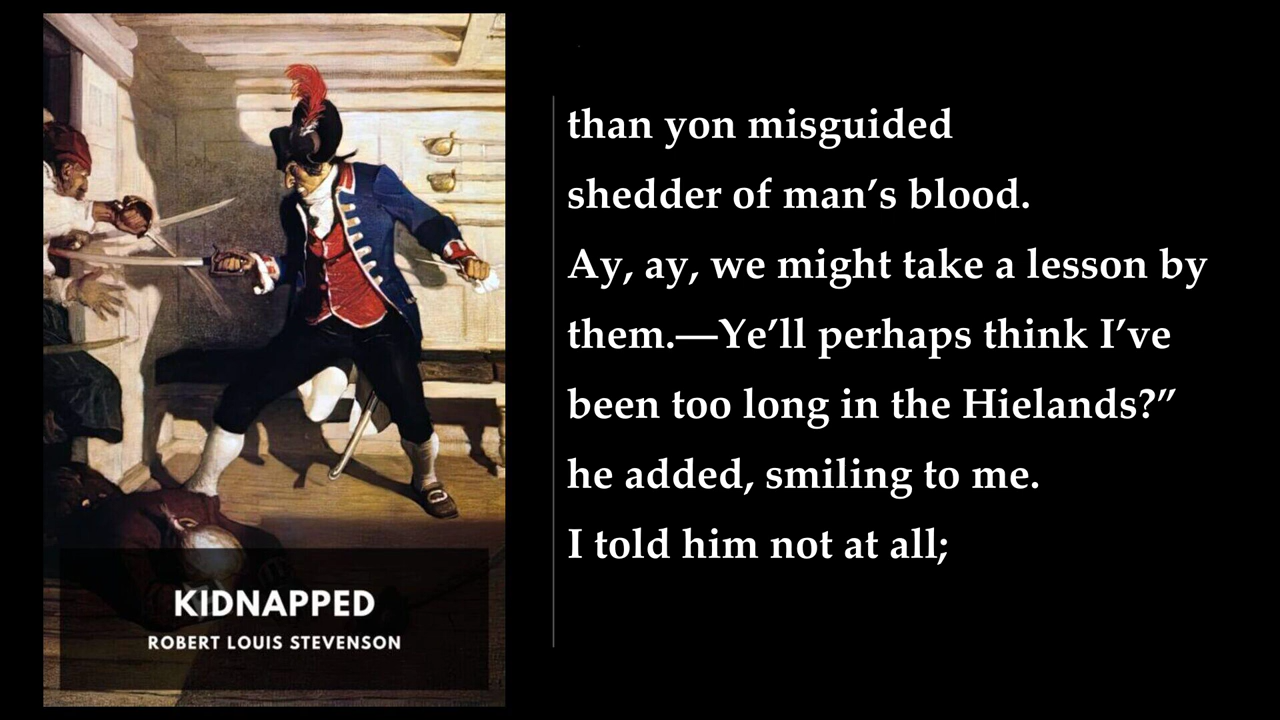 KIDNAPPED
ROBERT LOUIS STEVENSON
than yon misguided
shedder of man’s blood.
Ay, ay, we might take a lesson by
them.—Ye’ll perhaps think I’ve
been too long in the Hielands?”
he added, smiling to me.
I told him not at all;